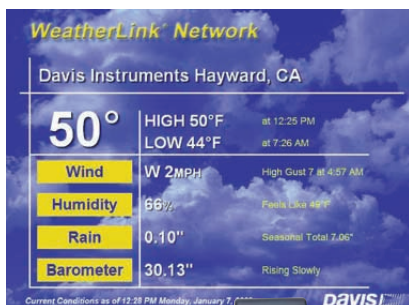 WeatherLink® Network
Davis Instruments Hayward, CA
50° HIGH 50°F at 12:25 PM
LOW 44°F at 7:26 AM
Wind W 2MPH High Gust 7 at 4:57 AM
Humidity 66% Feels Like
Rain 0.10" Seasonal Total 7.06"
Barometer 30.13" Rising Slowly
Current Conditions as of 12:28 PM Monday, January 7,
DAVIS